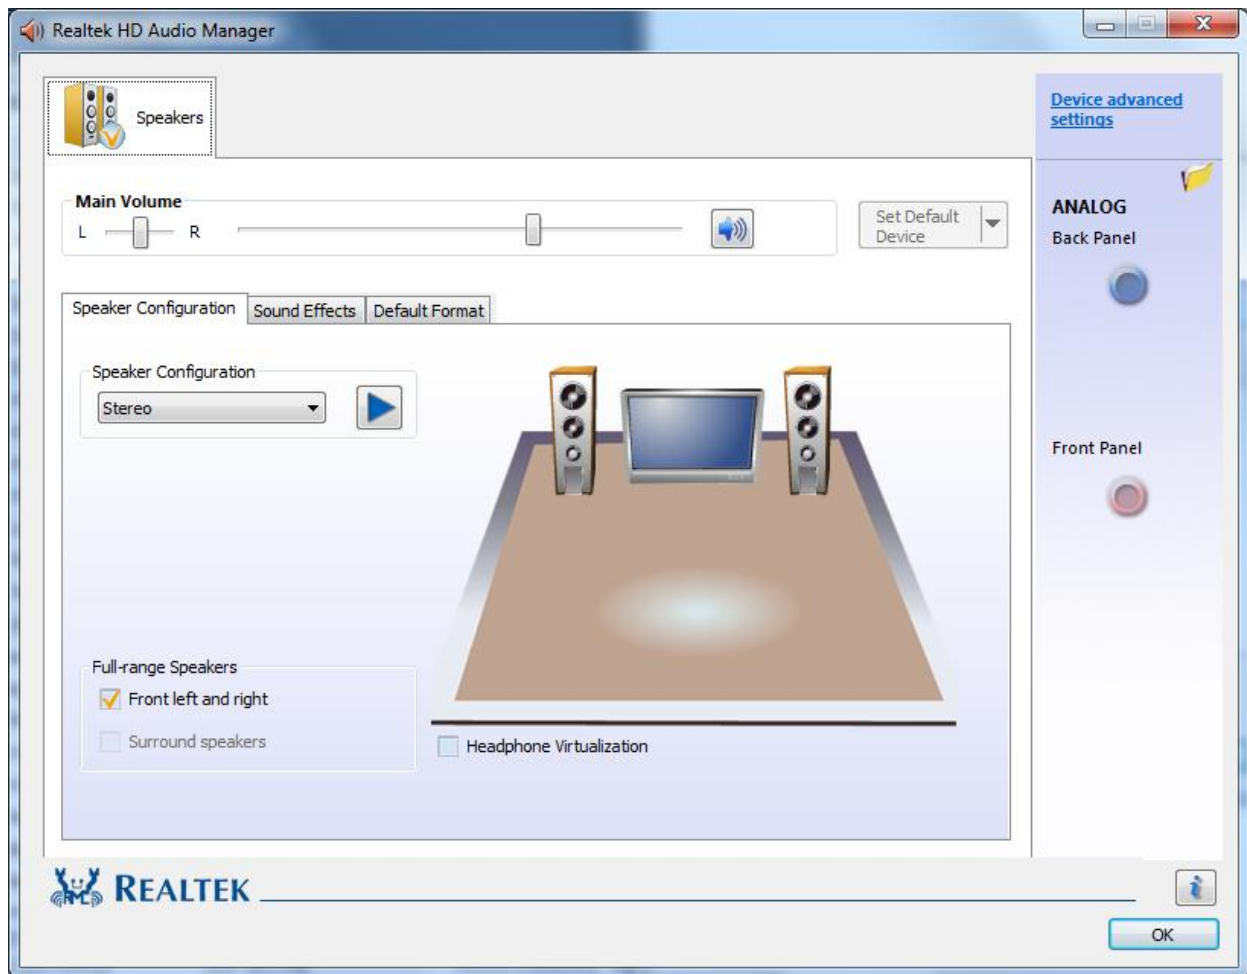 Realtek HD Audio Manager
Speakers
Device advanced
settings
Main Volume
L R
Set Default
Device
ANALOG
Back Panel
Speaker Configuration Sound Effects Default Format
Speaker Configuration
Stereo
Front Panel
Full-range Speakers
Front left and right
Surround speakers
Headphone Virtualization
REALTEK
i
OK